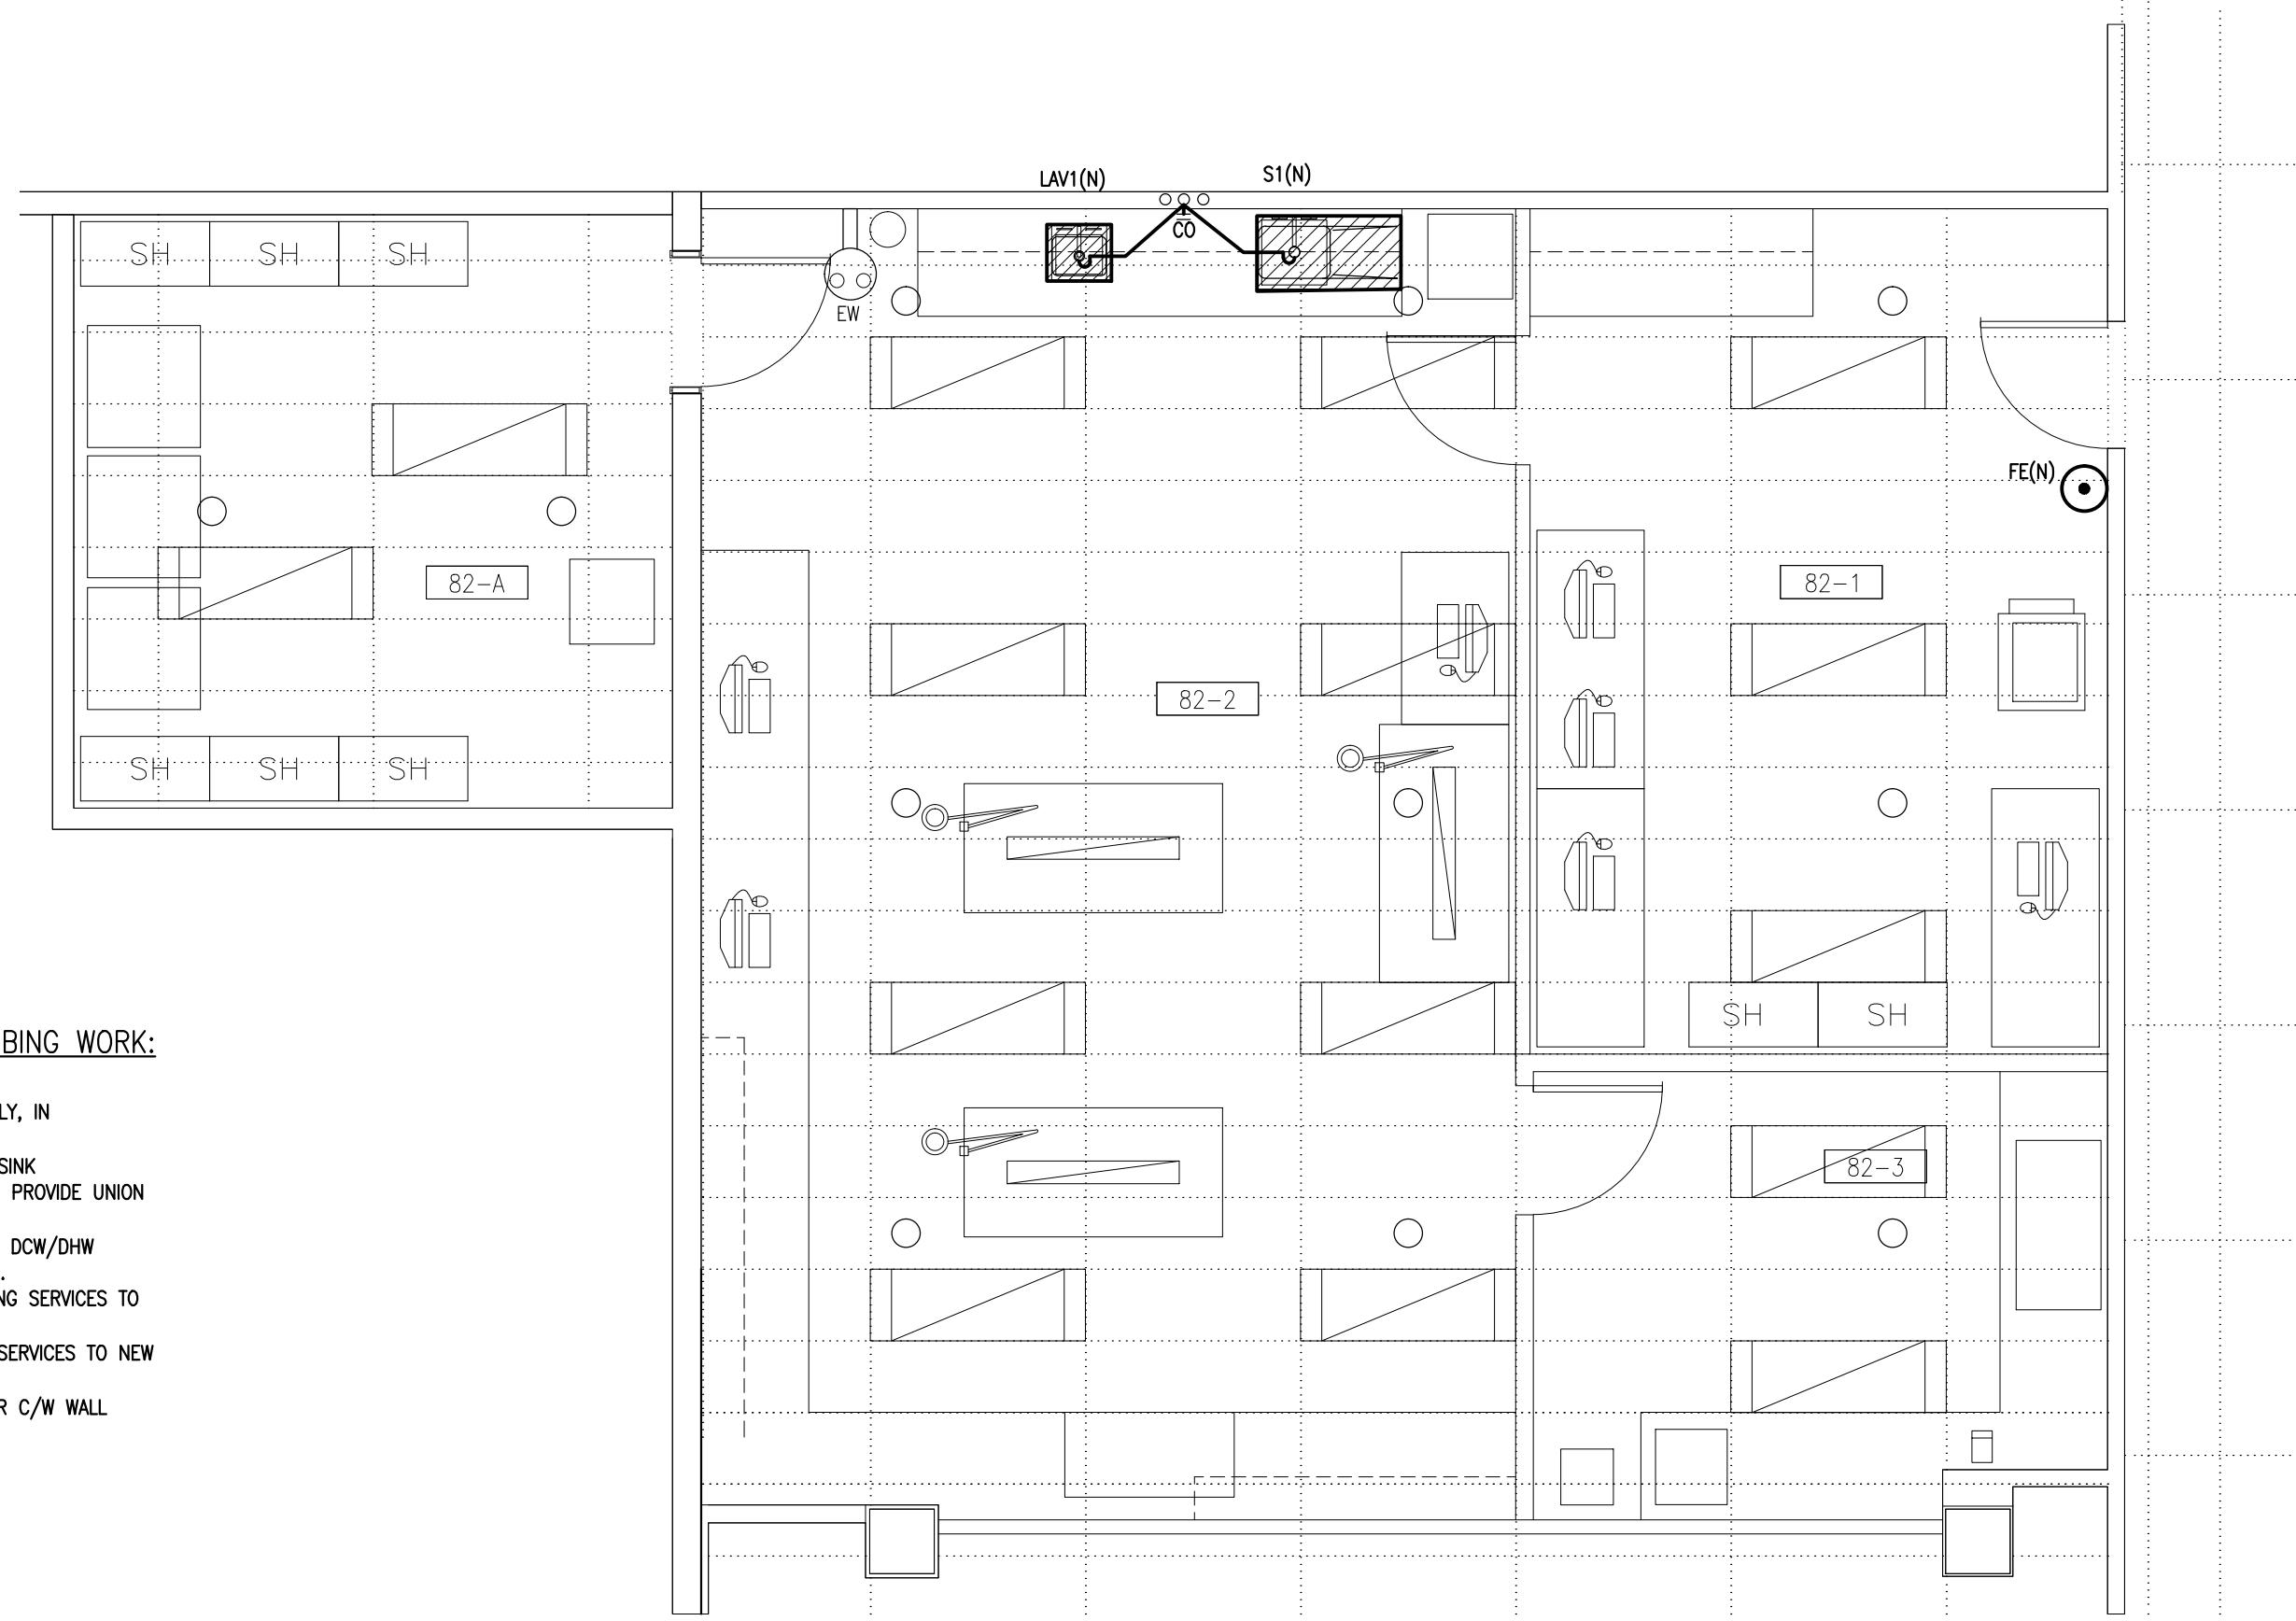 LAV1(N)
S1(N)
CO
SH SH SH
EW
FE(N)
82-A
82-1
82-2
SH SH SH
SH SH
82-3
BING WORK:
LY, IN
SINK
PROVIDE UNION
DCW/DHW
.
NG SERVICES TO
SERVICES TO NEW
R C/W WALL